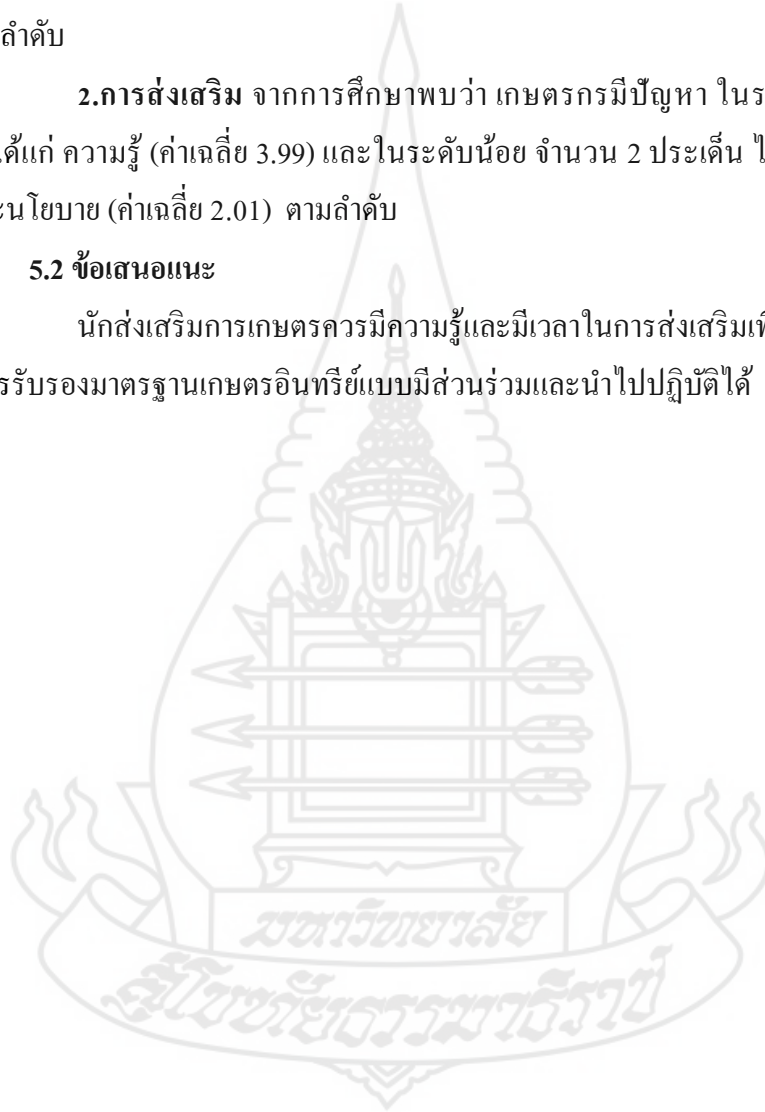 ลำดับ
2.การส่งเสริม จากการศึกษาพบว่า เกษตรกรมีปัญหา ในร
ด้แก่ ความรู้ (ค่าเฉลี่ย 3.99) และในระดับน้อย จำนวน 2 ประเด็น ไ
ะนโยบาย (ค่าเฉลี่ย 2.01) ตามลำดับ
5.2 ข้อเสนอแนะ
นักส่งเสริมการเกษตรควรมีความรู้และมีเวลาในการส่งเสริมเพื
รรับรองมาตรฐานเกษตรอินทรีย์แบบมีส่วนร่วมและนำไปปฏิบัติได้
มหาวิทยาลัย
สุโขทัยธรรมาธิราช